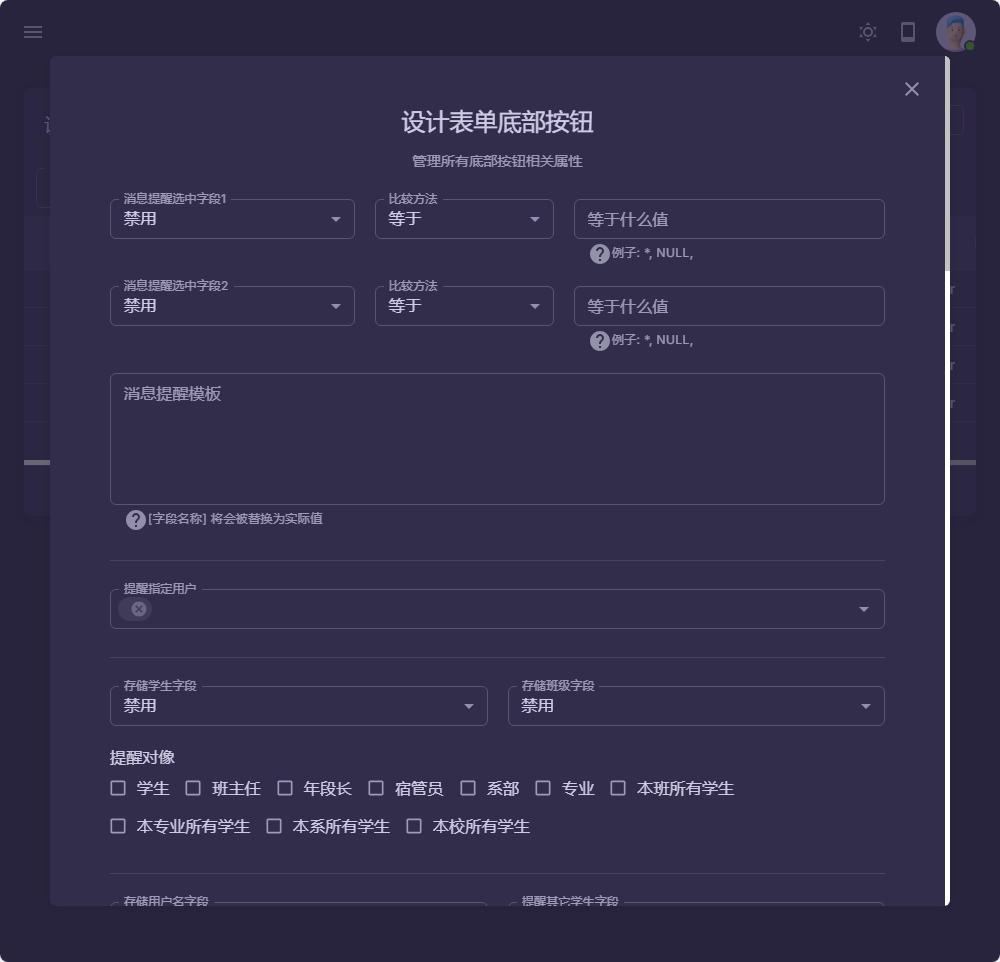 设计表单底部按钮
管理所有底部按钮相关属性
消息提醒选中字段1 比较方法
禁用 等于 等于什么值
例子: *, NULL,
消息提醒选中字段2 比较方法
禁用 等于 等于什么值
例子: *, NULL,
消息提醒模板
[字段名称] 将会被替换为实际值
提醒指定用户
存储学生字段 存储班级字段
禁用 禁用
提醒对像
学生 班主任 年段长 宿管员 系部 专业 本班所有学生
本专业所有学生 本系所有学生 本校所有学生
存储用户名字段 提醒其它学生字段